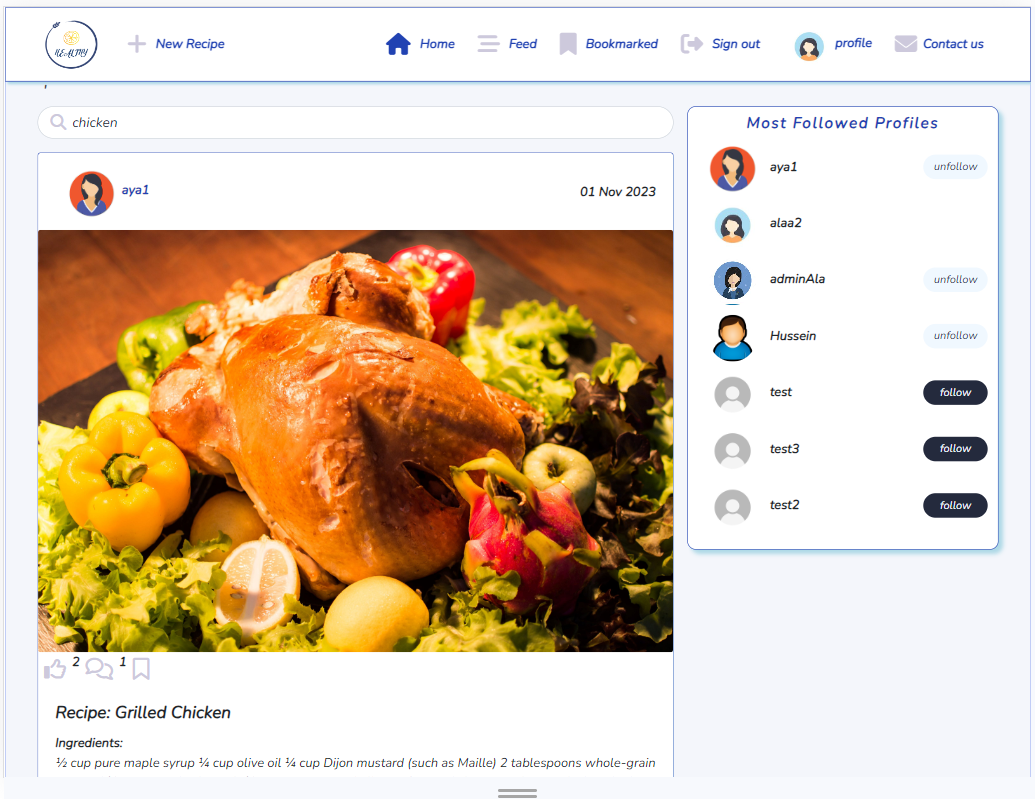 HEALTHY
New Recipe
Home
Feed
Bookmarked
Sign out
profile
Contact us
chicken
aya1
01 Nov 2023
2
1
Recipe: Grilled Chicken
Ingredients:
½ cup pure maple syrup ¼ cup olive oil ¼ cup Dijon mustard (such as Maille) 2 tablespoons whole-grain
Most Followed Profiles
aya1
unfollow
alaa2
adminAla
unfollow
Hussein
unfollow
test
follow
test3
follow
test2
follow